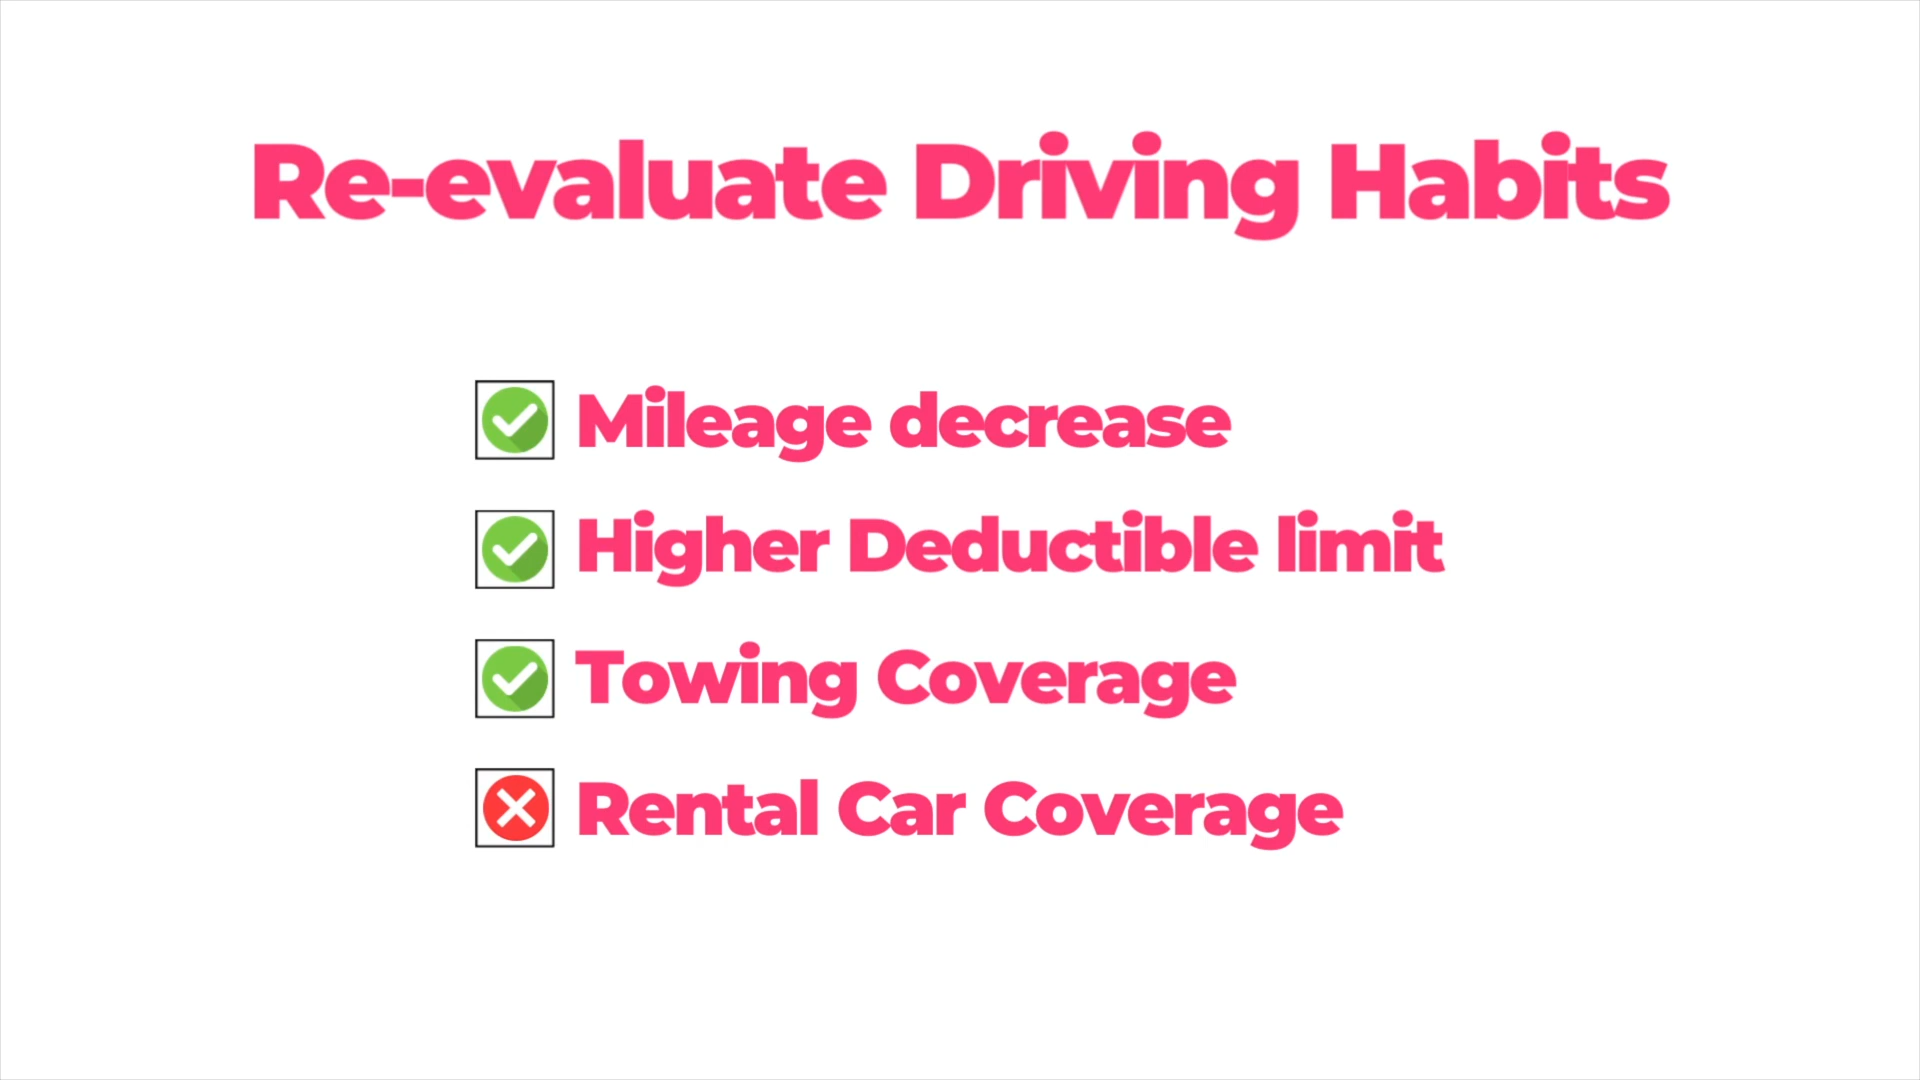 Re-evaluate Driving Habits
Mileage decrease
Higher Deductible limit
Towing Coverage
Rental Car Coverage